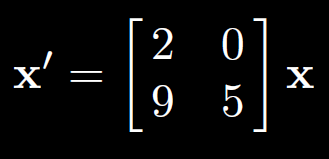 x′ = [2 0; 9 5] x